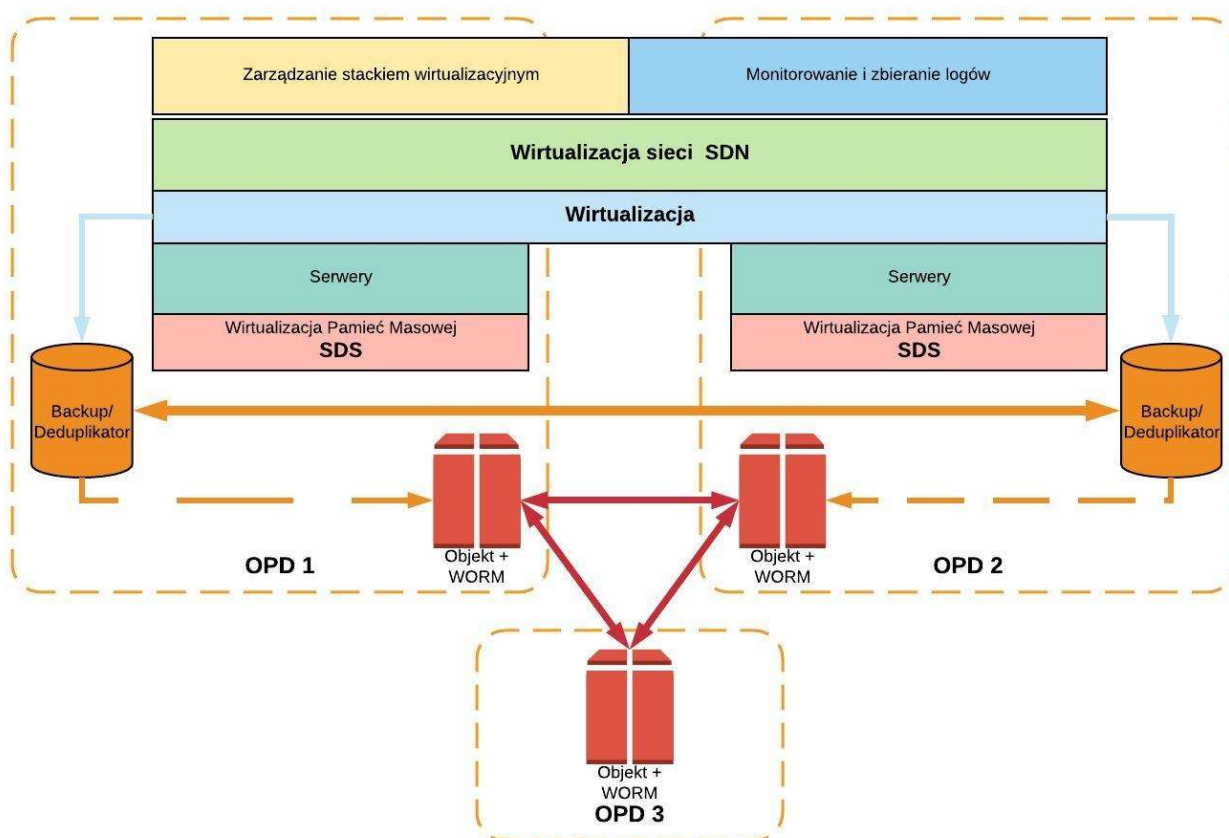 Zarządzanie stackiem wirtualizacyjnym
Monitorowanie i zbieranie logów
Wirtualizacja sieci SDN
Wirtualizacja
Serwery
Serwery
Wirtualizacja Pamieć Masowej
SDS
Wirtualizacja Pamieć Masowej
SDS
Backup/
Deduplikator
Backup/
Deduplikator
Objekt +
WORM
Objekt +
WORM
OPD 1
OPD 2
Objekt +
WORM
OPD 3